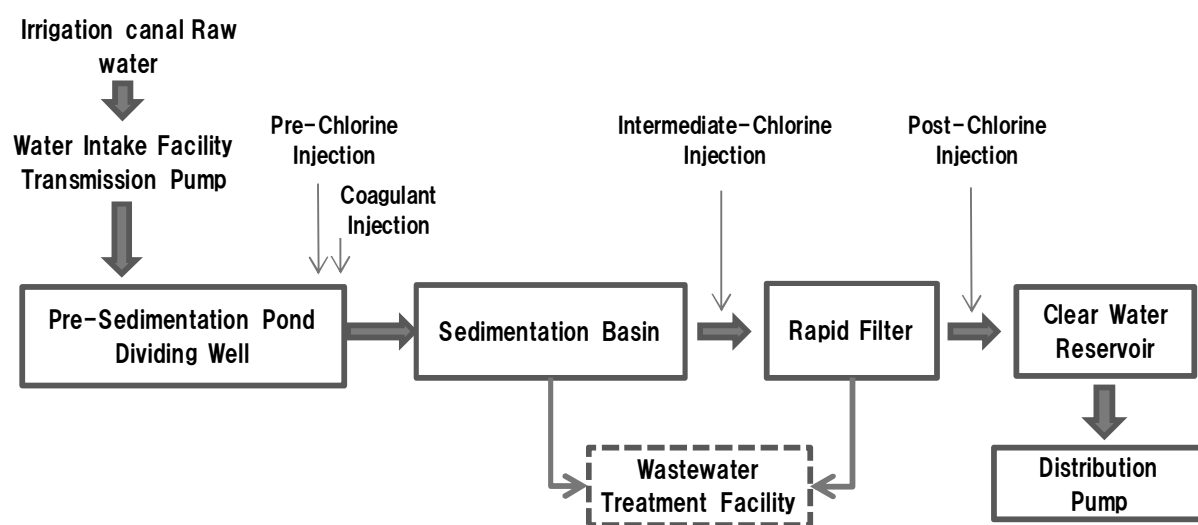 Irrigation canal Raw
water
Water Intake Facility
Transmission Pump
Pre-Chlorine
Injection
Coagulant
Injection
Intermediate-Chlorine
Injection
Post-Chlorine
Injection
Pre-Sedimentation Pond
Dividing Well
Sedimentation Basin
Rapid Filter
Clear Water
Reservoir
Wastewater
Treatment Facility
Distribution
Pump